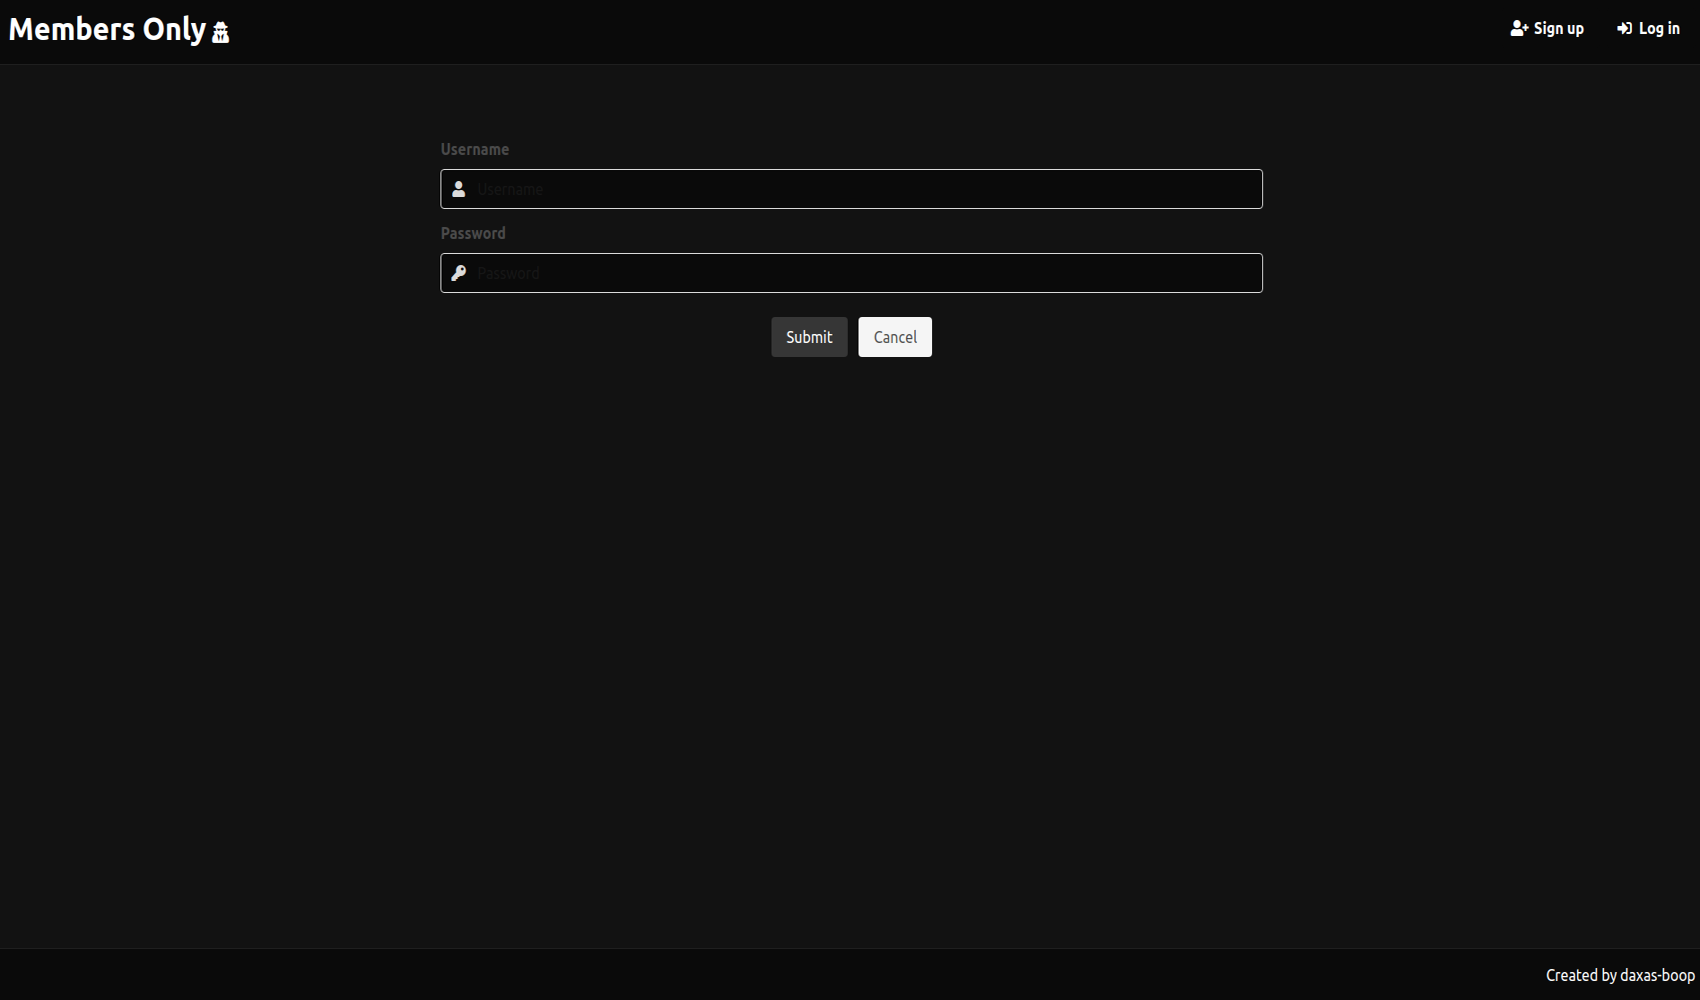 Members Only
Sign up
Log in
Username
Username
Password
Password
Submit
Cancel
Created by daxas-boop